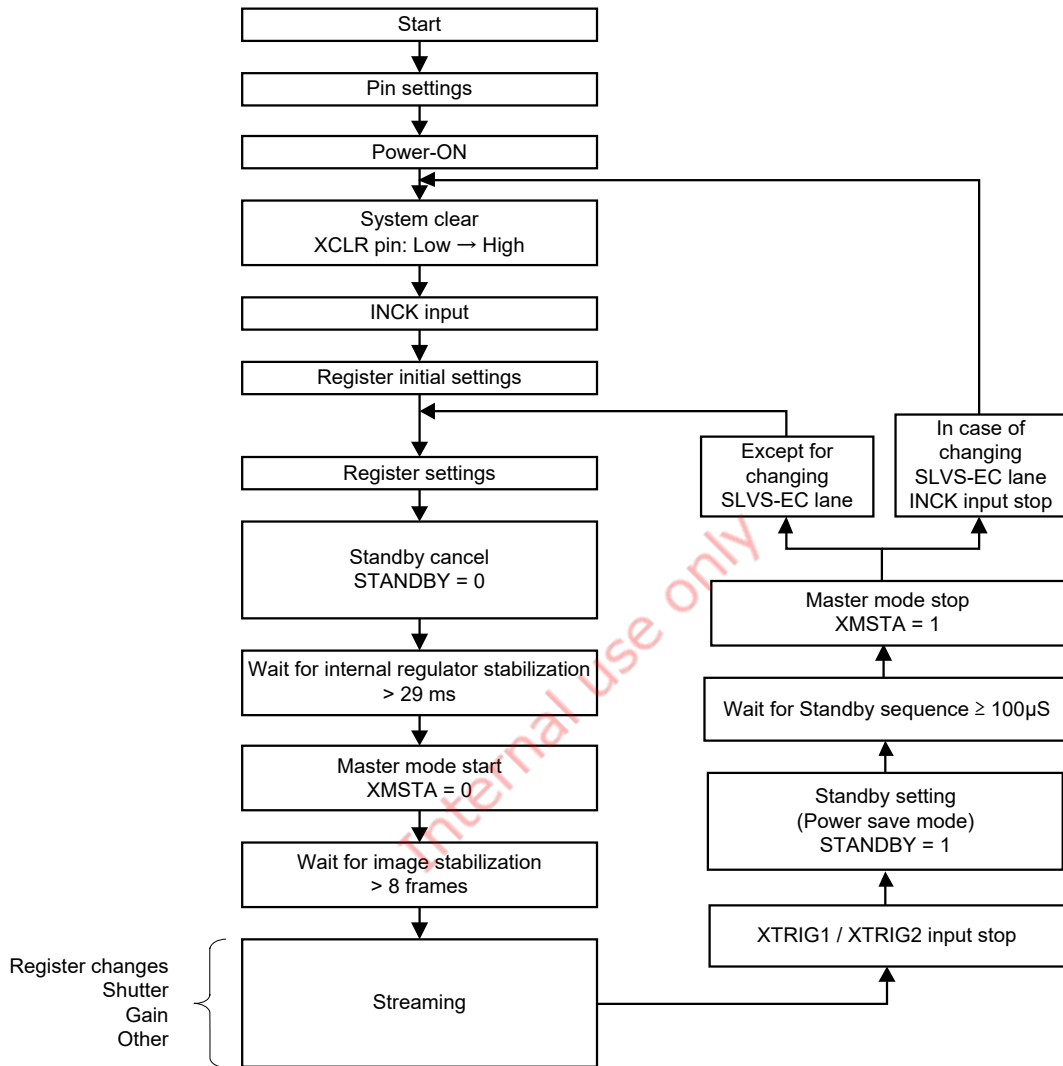 Start
Pin settings
Power-ON
System clear
XCLR pin: Low → High
INCK input
Register initial settings
Register settings
Standby cancel
STANDBY = 0
Wait for internal regulator stabilization
> 29 ms
Master mode start
XMSTA = 0
Wait for image stabilization
> 8 frames
Register changes
Shutter
Gain
Other
Streaming
XTRIG1 / XTRIG2 input stop
Standby setting
(Power save mode)
STANDBY = 1
Wait for Standby sequence ≥ 100μS
Master mode stop
XMSTA = 1
Except for
changing
SLVS-EC lane
In case of
changing
SLVS-EC lane
INCK input stop
Internal use only